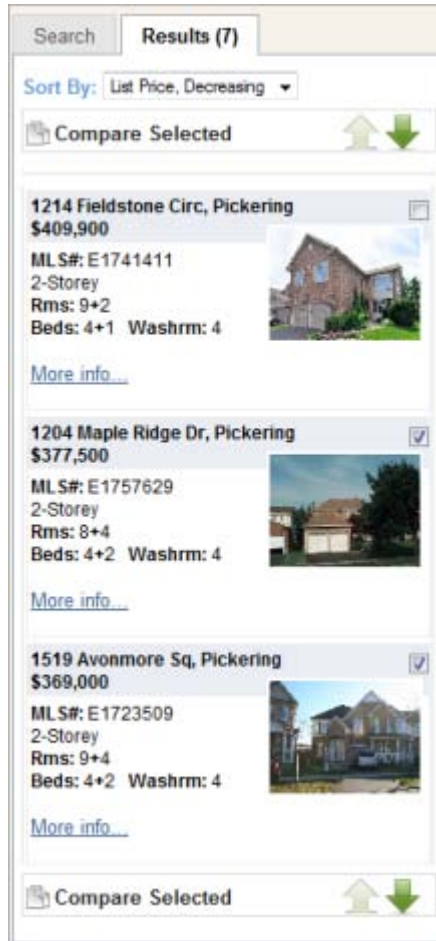 Search
Results (7)
Sort By: List Price, Decreasing
Compare Selected
1214 Fieldstone Circ, Pickering
$409,900
MLS#: E1741411
2-Storey
Rms: 9+2
Beds: 4+1 Washrm: 4
More info...
1204 Maple Ridge Dr, Pickering
$377,500
MLS#: E1757629
2-Storey
Rms: 8+4
Beds: 4+2 Washrm: 4
More info...
1519 Avonmore Sq, Pickering
$369,000
MLS#: E1723509
2-Storey
Rms: 9+4
Beds: 4+2 Washrm: 4
More info...
Compare Selected